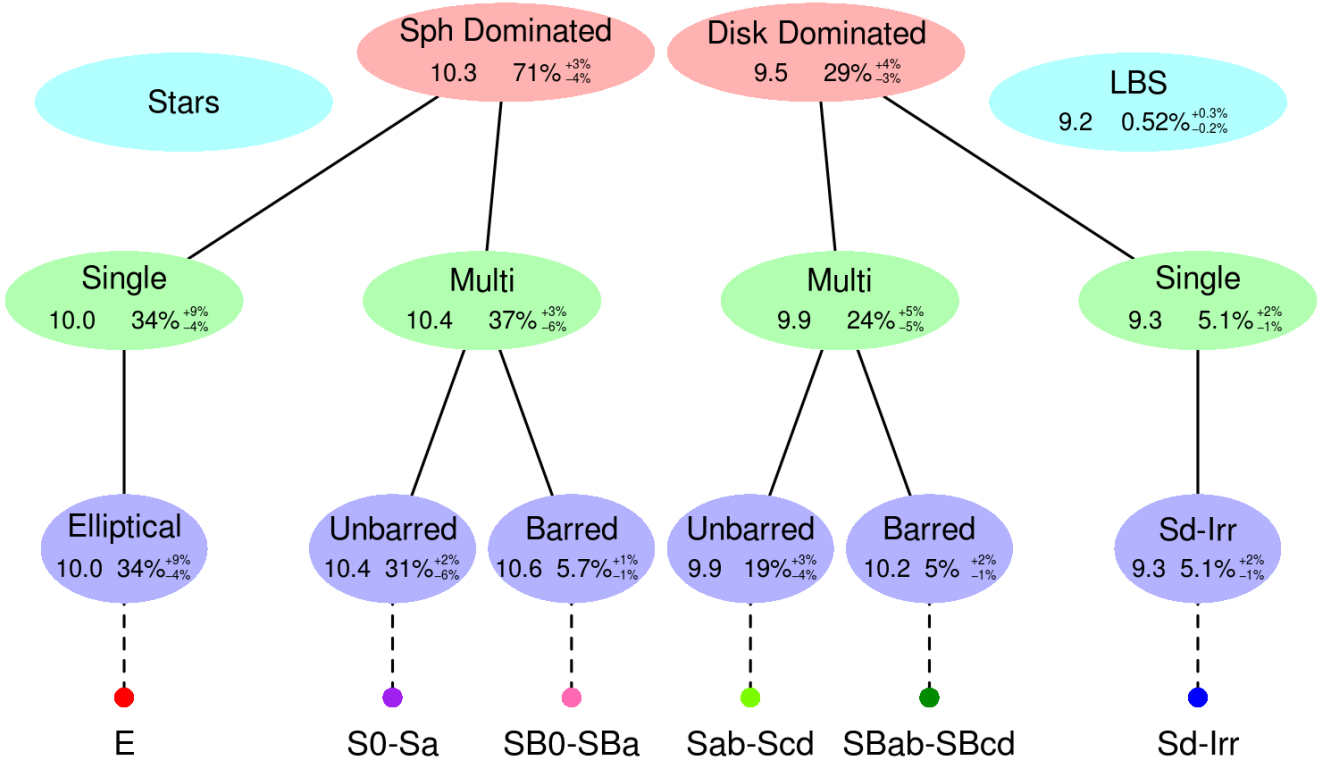 Sph Dominated
10.3 71% +3% −4%
Disk Dominated
9.5 29% +4% −3%
Stars
LBS
9.2 0.52% +0.3% −0.2%
Single
10.0 34% +9% −4%
Multi
10.4 37% +3% −6%
Multi
9.9 24% +5% −5%
Single
9.3 5.1% +2% −1%
Elliptical
10.0 34% +9% −4%
Unbarred
10.4 31% +2% −6%
Barred
10.6 5.7% +1% −1%
Unbarred
9.9 19% +3% −4%
Barred
10.2 5% +2% −1%
Sd-Irr
9.3 5.1% +2% −1%
E
S0-Sa
SB0-SBa
Sab-Scd
SBab-SBcd
Sd-Irr